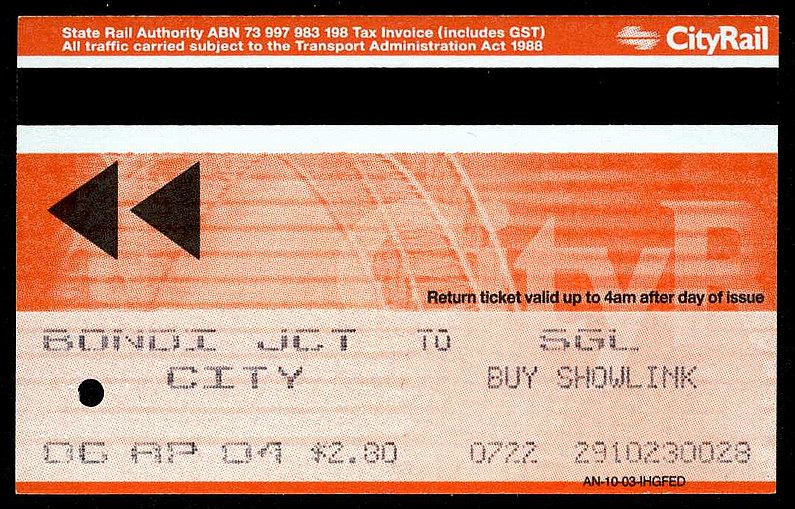 State Rail Authority ABN 73 997 983 198 Tax Invoice (includes GST)
All traffic carried subject to the Transport Administration Act 1988
CityRail
CityR
Return ticket valid up to 4am after day of issue
BONDI JCT TO SGL
CITY BUY SHOWLINK
06 AP 04 $2.80 0722 2910230028
AN-10-03-IHGFED